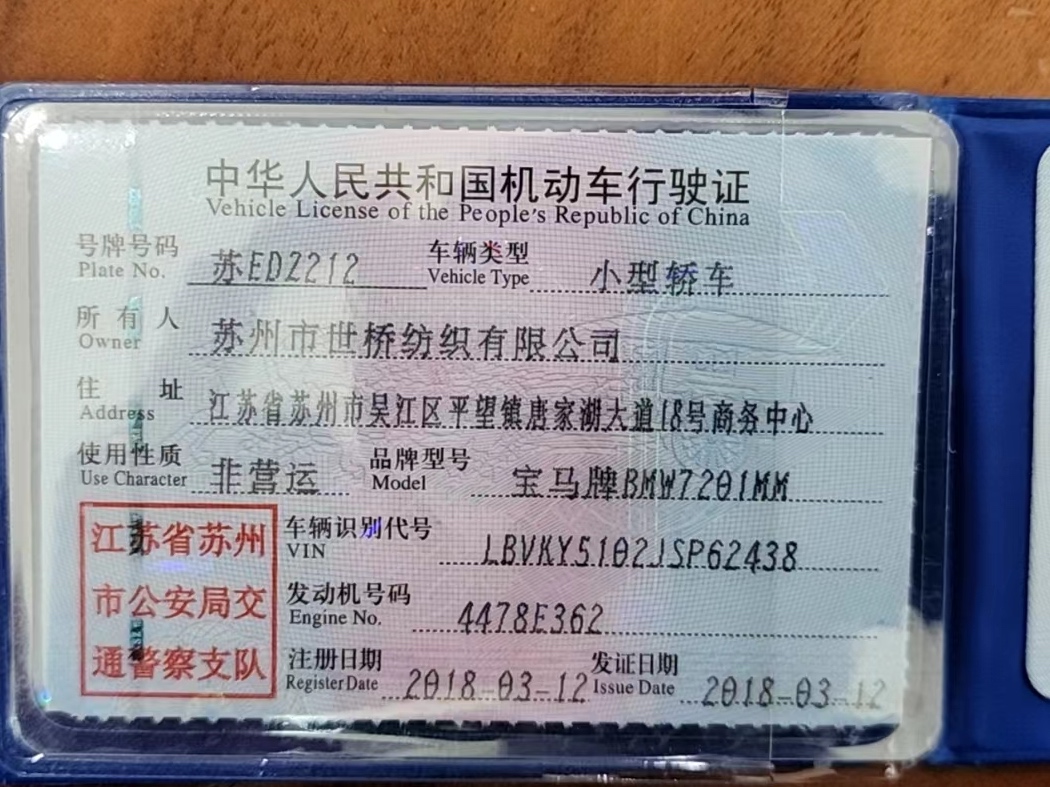 中华人民共和国机动车行驶证
Vehicle License of the People's Republic of China
号牌号码 苏EDZ212 车辆类型 小型轿车
Plate No. Vehicle Type
所有人 苏州市世桥纺织有限公司
Owner
住址 江苏省苏州市吴江区平望镇唐家湖大道18号商务中心
Address
使用性质 非营运 品牌型号 宝马牌BMW7201MM
Use Character Model
江苏省苏州市公安局交通警察支队
车辆识别代号 LBVKY5102JSP62438
VIN
发动机号码 4478E362
Engine No.
注册日期 2018-03-12 发证日期 2018-03-12
Register Date Issue Date